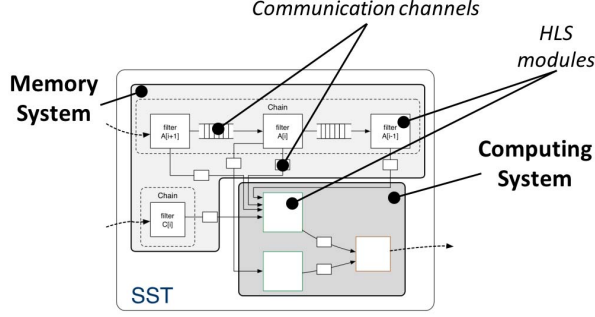 Communication channels
HLS
modules
Memory
System
Chain
filter
A[i+1]
filter
A[i]
filter
A[i-1]
Computing
System
Chain
filter
C[i]
SST